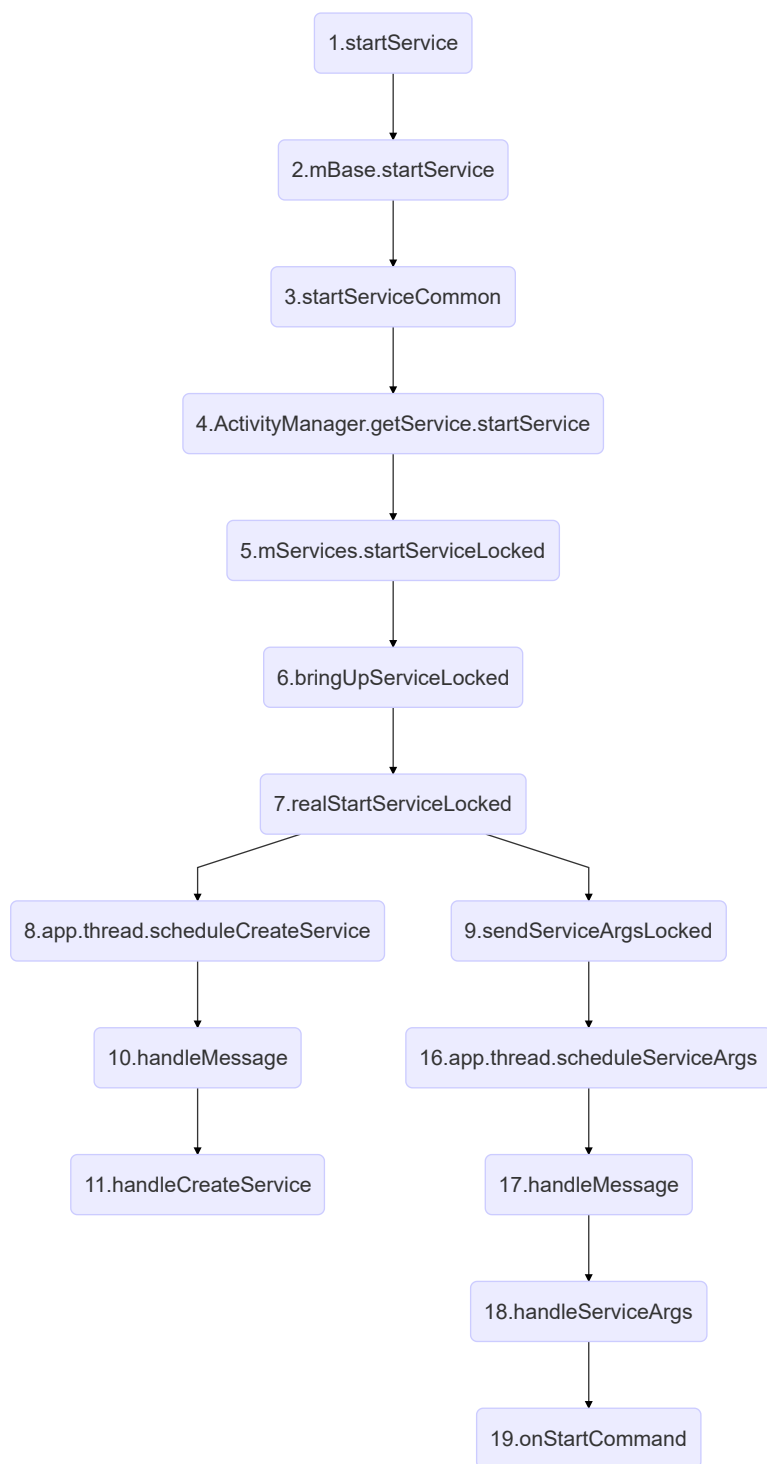 1.startService
2.mBase.startService
3.startServiceCommon
4.ActivityManager.getService.startService
5.mServices.startServiceLocked
6.bringUpServiceLocked
7.realStartServiceLocked
8.app.thread.scheduleCreateService
9.sendServiceArgsLocked
10.handleMessage
16.app.thread.scheduleServiceArgs
11.handleCreateService
17.handleMessage
18.handleServiceArgs
19.onStartCommand